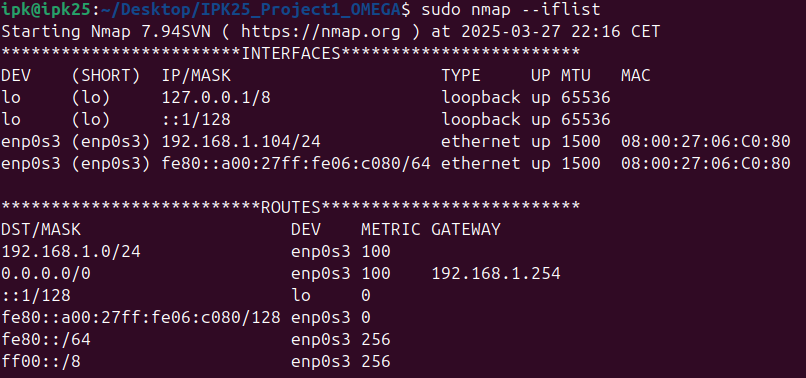 ipk@ipk25:~/Desktop/IPK25_Project1_OMEGA$ sudo nmap --iflist
Starting Nmap 7.94SVN ( https://nmap.org ) at 2025-03-27 22:16 CET
************************INTERFACES************************
DEV    (SHORT)  IP/MASK                      TYPE     UP MTU   MAC
lo     (lo)     127.0.0.1/8                  loopback up 65536
lo     (lo)     ::1/128                      loopback up 65536
enp0s3 (enp0s3) 192.168.1.104/24             ethernet up 1500  08:00:27:06:C0:80
enp0s3 (enp0s3) fe80::a00:27ff:fe06:c080/64 ethernet up 1500  08:00:27:06:C0:80

**************************ROUTES**************************
DST/MASK                      DEV    METRIC GATEWAY
192.168.1.0/24                enp0s3 100
0.0.0.0/0                     enp0s3 100    192.168.1.254
::1/128                       lo     0
fe80::a00:27ff:fe06:c080/128 enp0s3 0
fe80::/64                     enp0s3 256
ff00::/8                      enp0s3 256